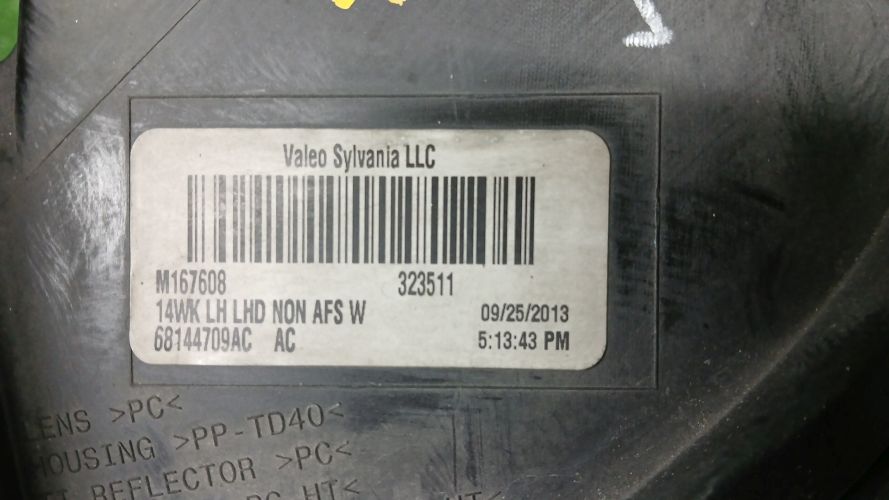 Valeo Sylvania LLC
M167608 323511
14WK LH LHD NON AFS W 09/25/2013
68144709AC AC 5:13:43 PM
>PC<
HOUSING >PP-TD40<
REFLECTOR >PC<
HT<